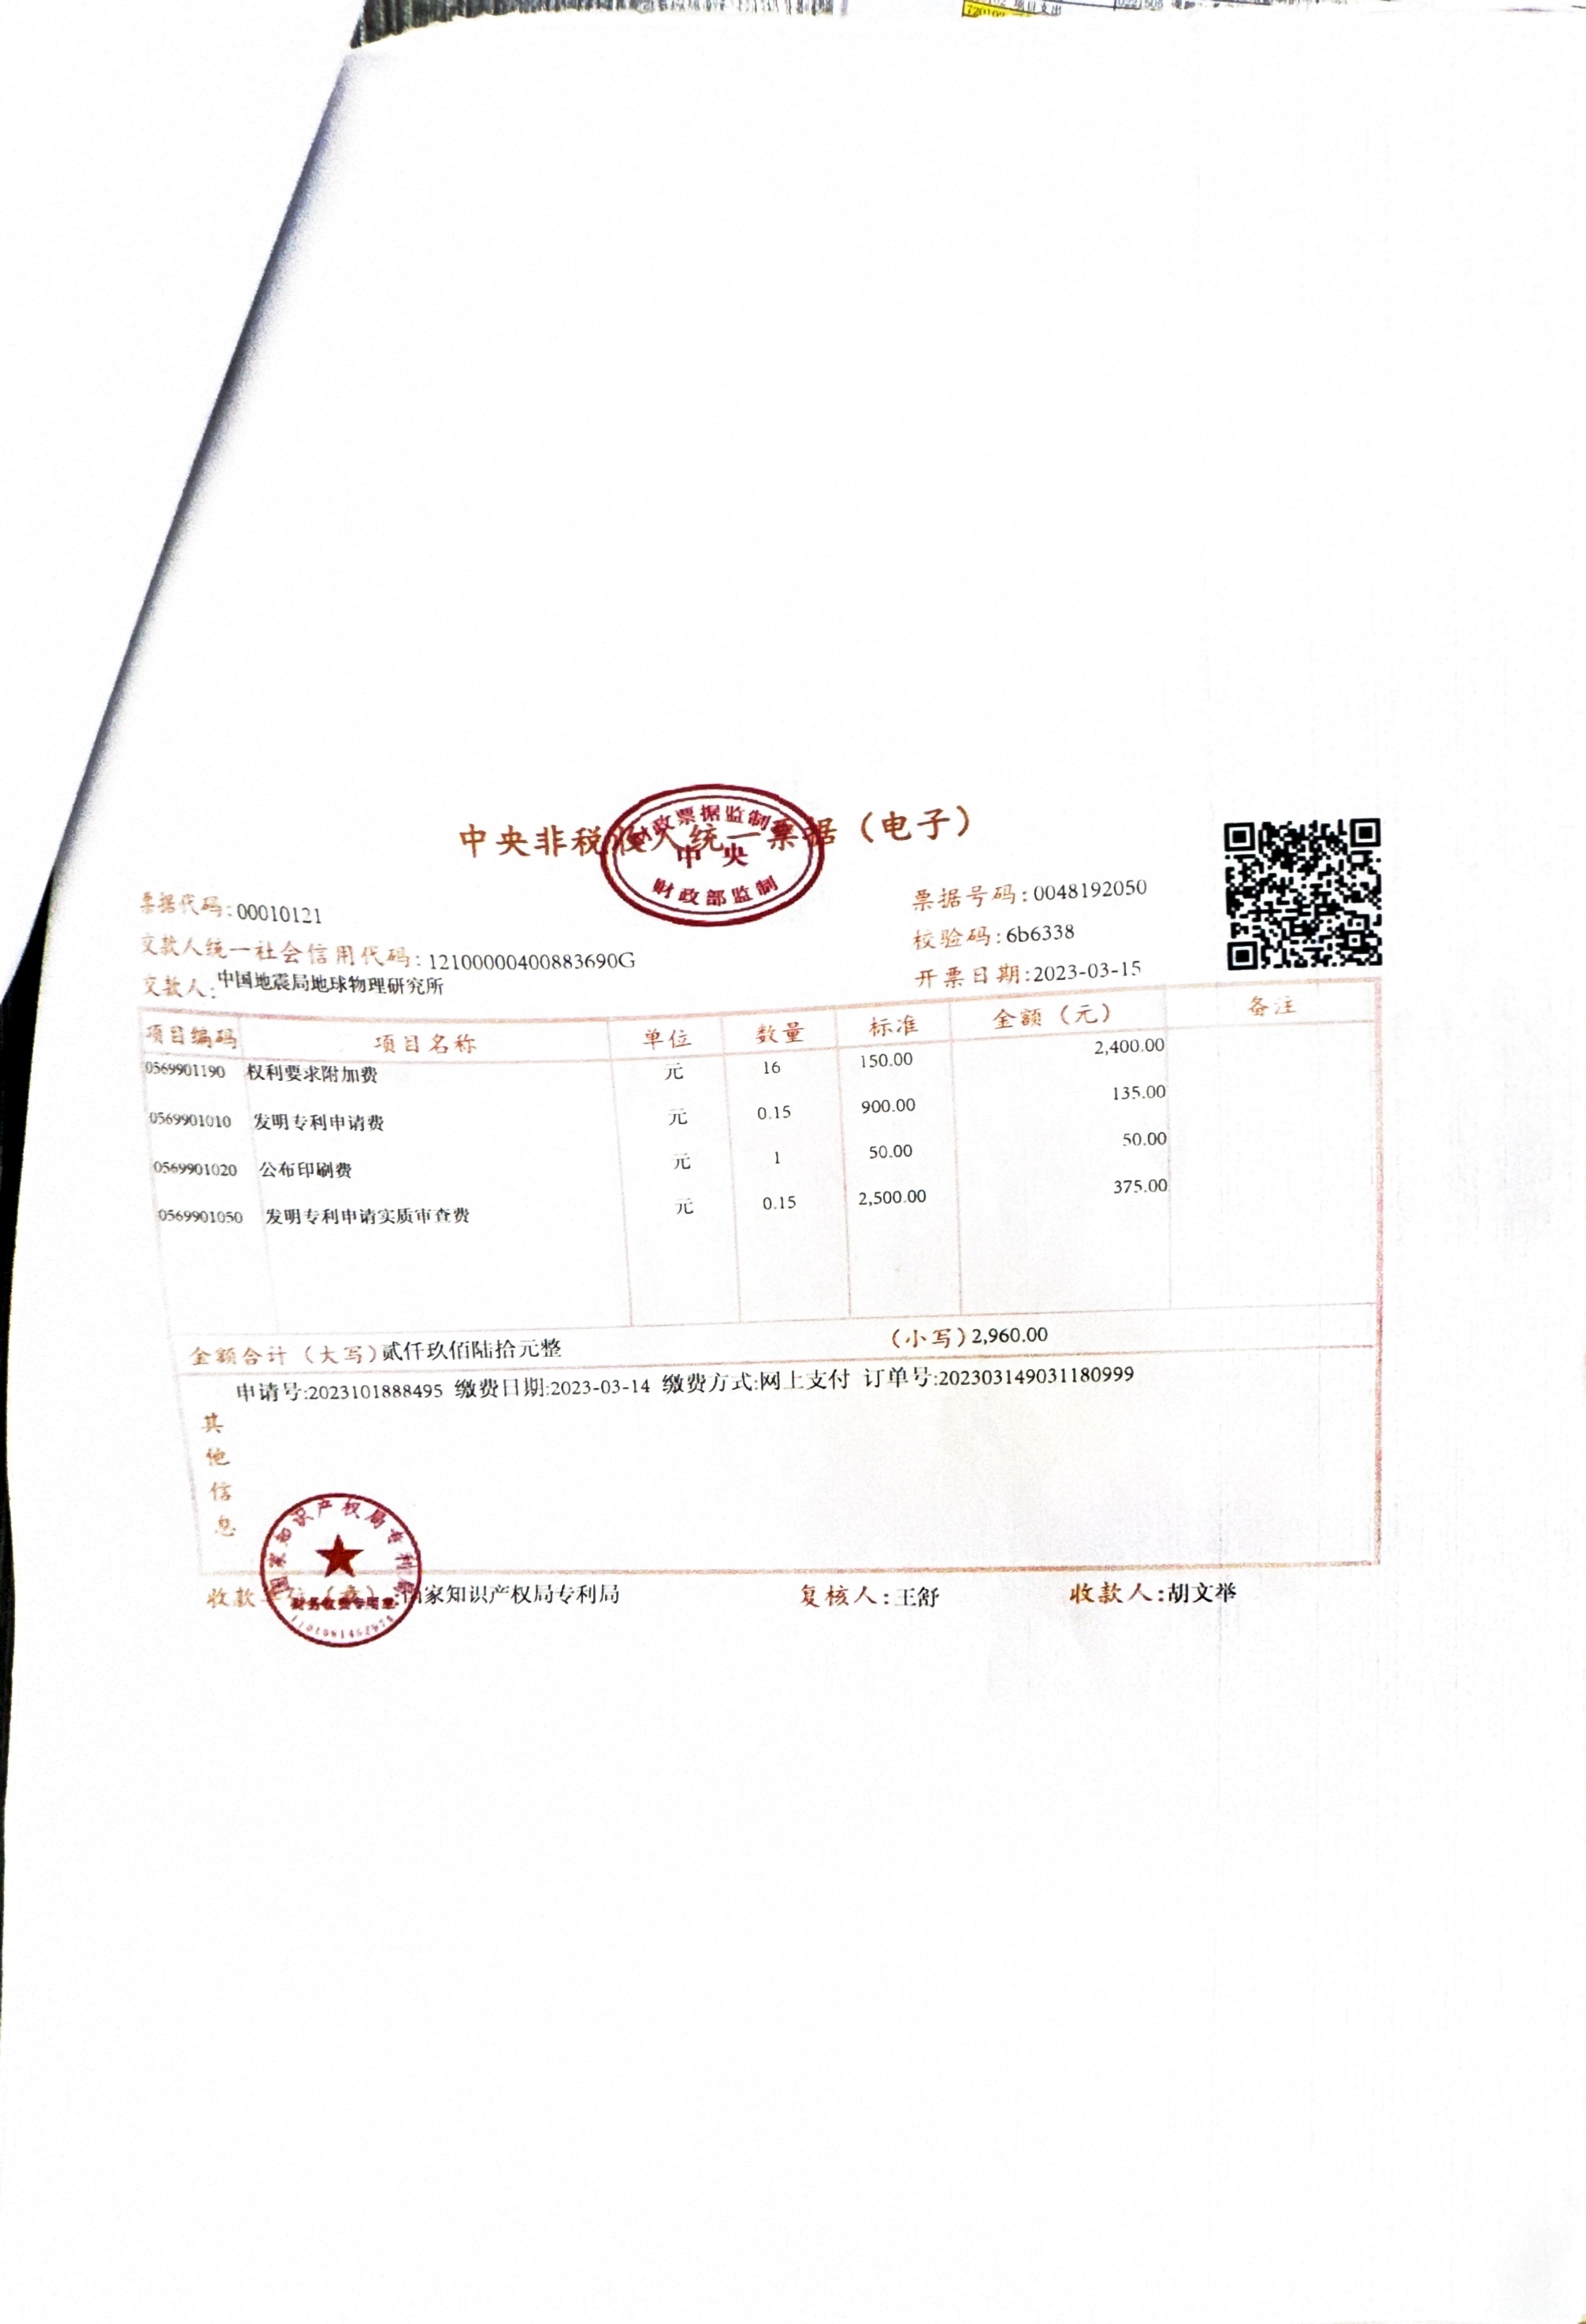 720102 项目支出
中央非税收入统一票据（电子）
财政票据监制
中央
财政部监制
票据代码:00010121
票据号码:0048192050
交款人统一社会信用代码:12100000400883690G
校验码:6b6338
交款人:中国地震局地球物理研究所
开票日期:2023-03-15
项目编码 项目名称 单位 数量 标准 金额（元） 备注
0569901190 权利要求附加费 元 16 150.00 2,400.00
0569901010 发明专利申请费 元 0.15 900.00 135.00
0569901020 公布印刷费 元 1 50.00 50.00
0569901050 发明专利申请实质审查费 元 0.15 2,500.00 375.00
金额合计（大写)贰仟玖佰陆拾元整 （小写)2,960.00
申请号:2023101888495 缴费日期:2023-03-14 缴费方式:网上支付 订单号:202303149031180999
其他信息
国家知识产权局专利局
财务收费专用章
收款单位（章）:国家知识产权局专利局 复核人:王舒 收款人:胡文举